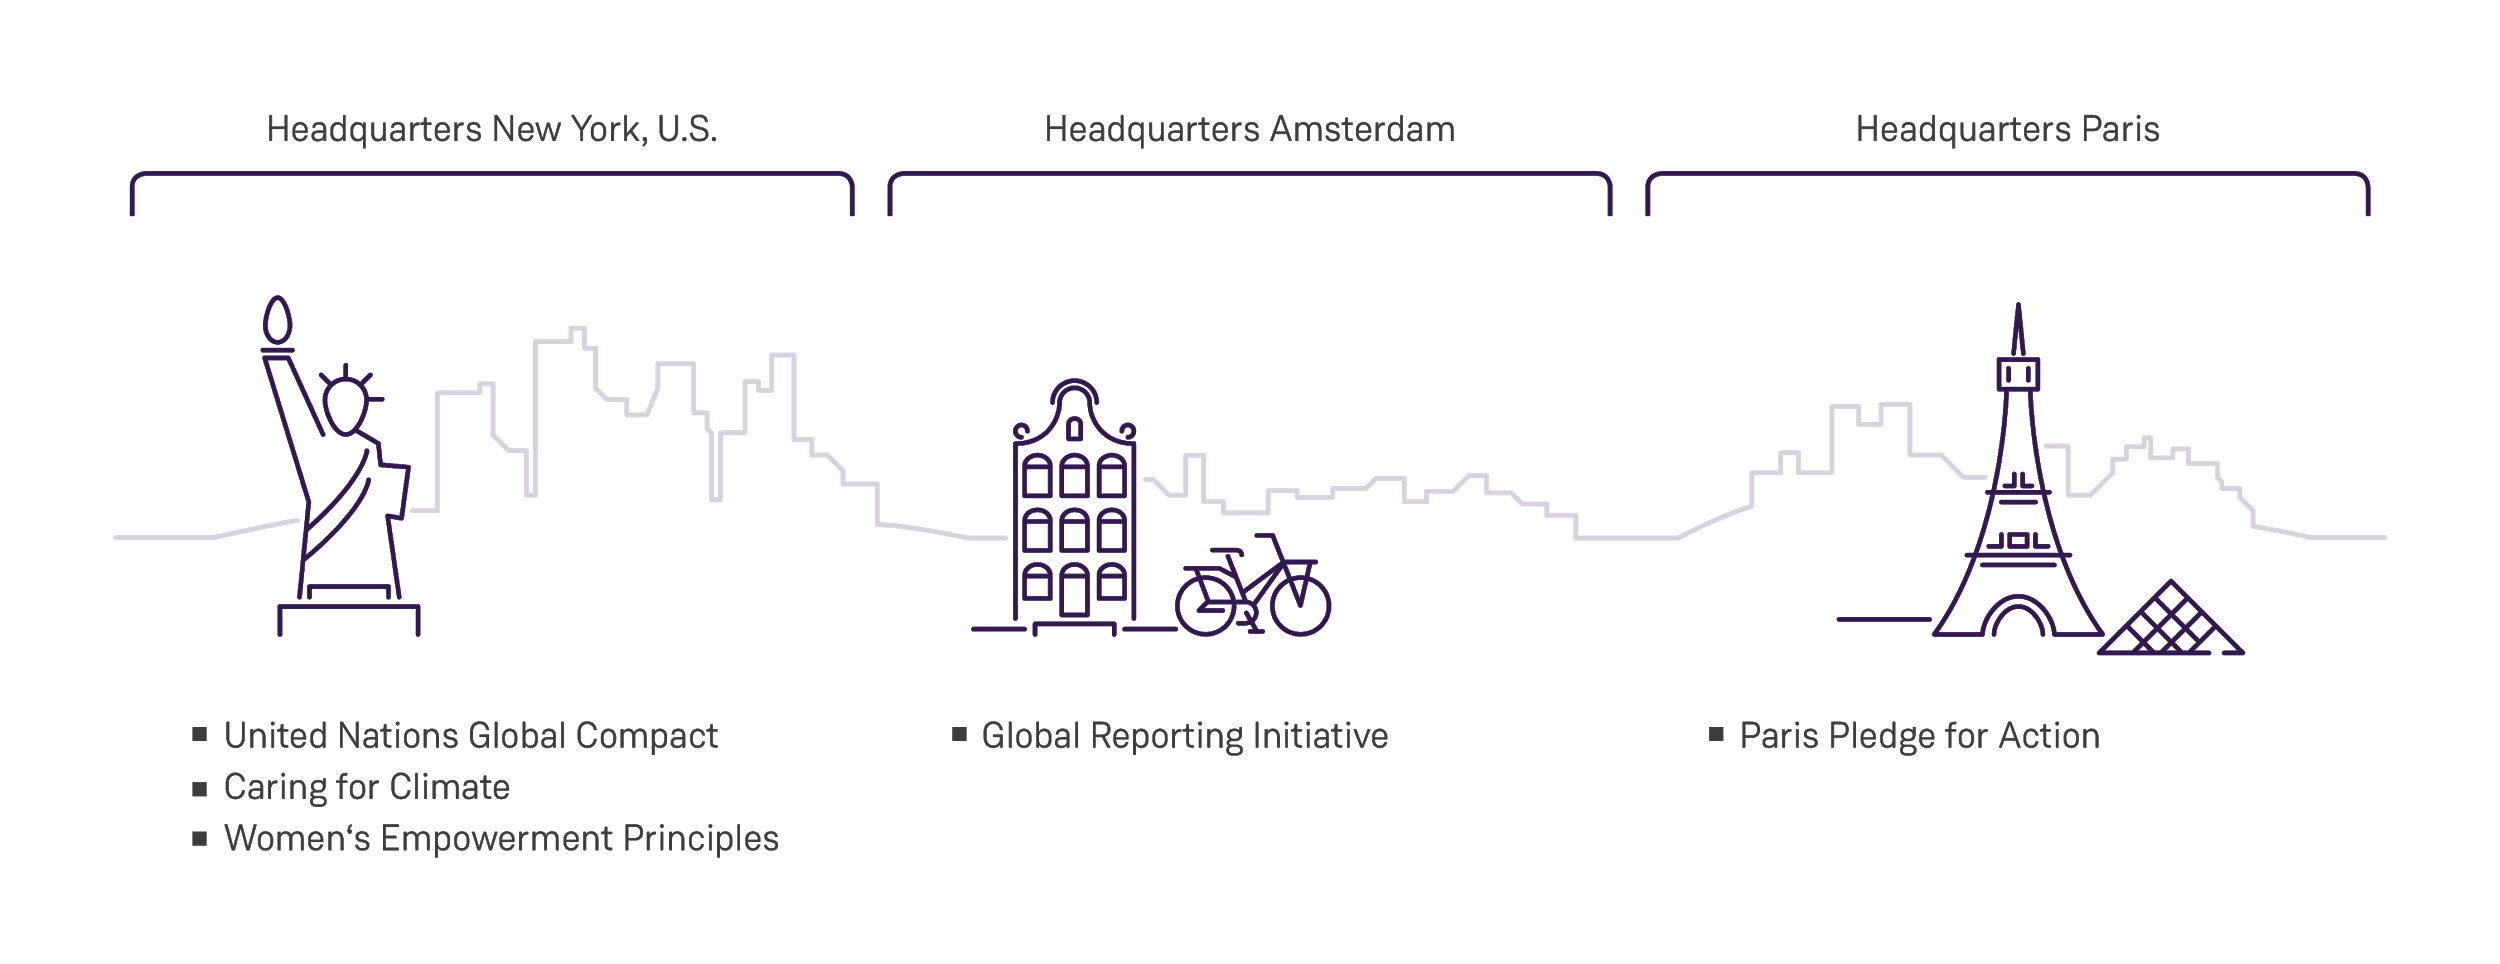 Headquarters New York, U.S.
Headquarters Amsterdam
Headquarters Paris
United Nations Global Compact
Caring for Climate
Women‘s Empowerment Principles
Global Reporting Initiative
Paris Pledge for Action